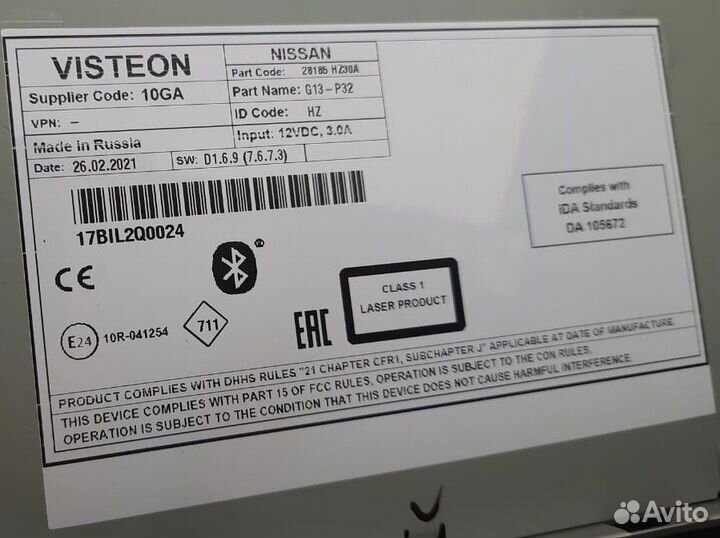 VISTEON
NISSAN
Part Code: 28185 HZ30A
Supplier Code: 10GA
Part Name: G13-P32
VPN: –
ID Code: HZ
Made in Russia
Input: 12VDC, 3.0A
Date: 26.02.2021
SW: D1.6.9 (7.6.7.3)
17BIL2Q0024
Complies with
IDA Standards
DA 105672
CE
®
CLASS 1
LASER PRODUCT
E24
10R-041254
711
EAC
PRODUCT COMPLIES WITH DHHS RULES "21 CHAPTER CFR1, SUBCHAPTER J" APPLICABLE AT DATE OF MANUFACTURE.
THIS DEVICE COMPLIES WITH PART 15 OF FCC RULES. OPERATION IS SUBJECT TO THE CON RULES.
OPERATION IS SUBJECT TO THE CONDITION THAT THIS DEVICE DOES NOT CAUSE HARMFUL INTERFERENCE.
Avito